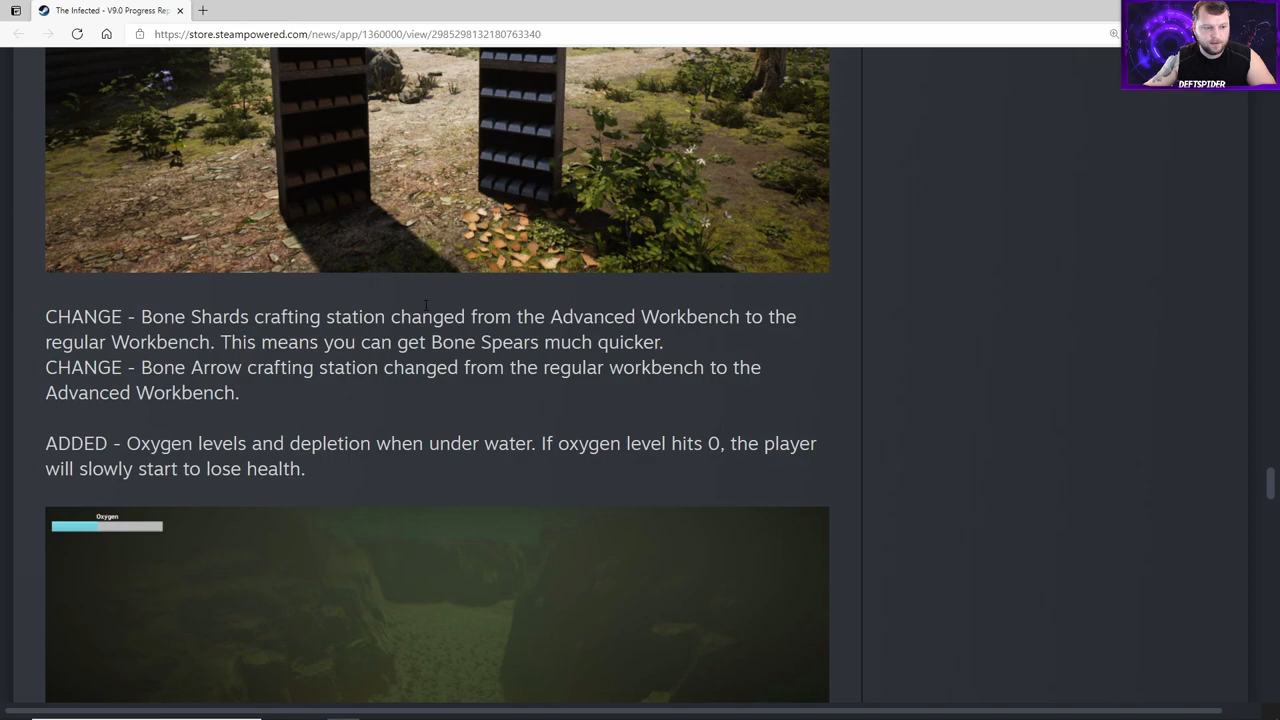 The Infected - V9.0 Progress Rep
https://store.steampowered.com/news/app/1360000/view/2985298132180763340
DEFTSPIDER
CHANGE - Bone Shards crafting station changed from the Advanced Workbench to the
regular Workbench. This means you can get Bone Spears much quicker.
CHANGE - Bone Arrow crafting station changed from the regular workbench to the
Advanced Workbench.
ADDED - Oxygen levels and depletion when under water. If oxygen level hits 0, the player
will slowly start to lose health.
Oxygen